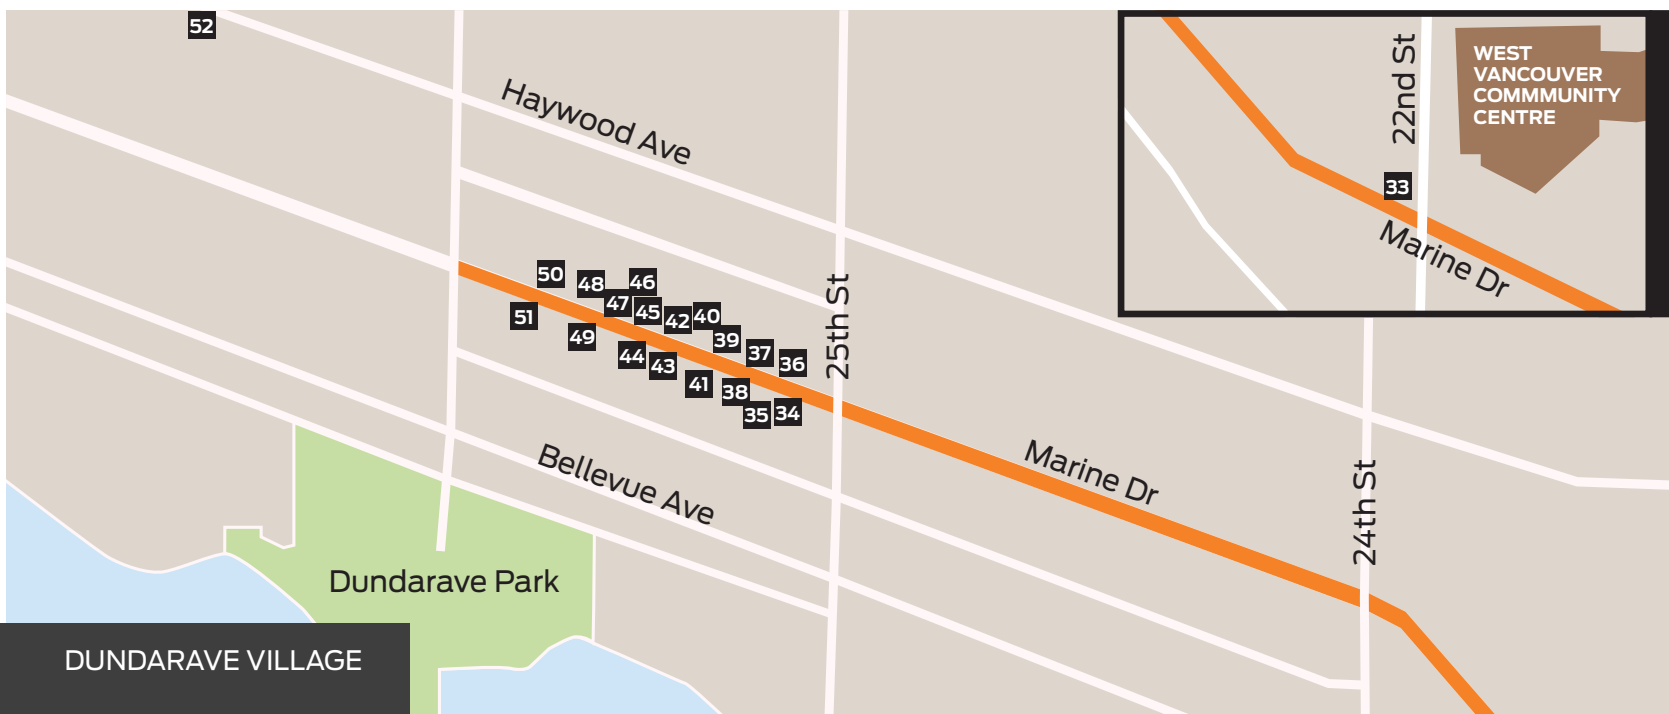 52
Haywood Ave
22nd St
WEST
VANCOUVER
COMMMUNITY
CENTRE
33
Marine Dr
50
48
46
47
45
42
40
51
49
39
37
36
44
43
41
38
35
34
25th St
Marine Dr
24th St
Bellevue Ave
Dundarave Park
DUNDARAVE VILLAGE